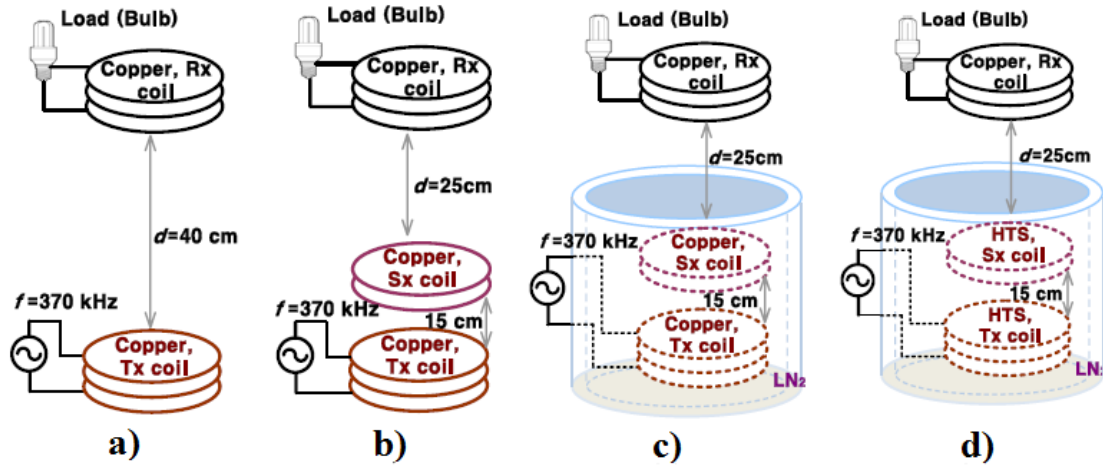 Load (Bulb)
Copper, Rx
coil
d=40 cm
f=370 kHz
Copper,
Tx coil
a)
Load (Bulb)
Copper, Rx
coil
d=25cm
Copper,
Sx coil
f=370 kHz
15 cm
Copper,
Tx coil
b)
Load (Bulb)
Copper, Rx
coil
d=25cm
f=370 kHz
Copper,
Sx coil
15 cm
Copper,
Tx coil
LN₂
c)
Load (Bulb)
Copper, Rx
coil
d=25cm
f=370 kHz
HTS,
Sx coil
15 cm
HTS,
Tx coil
d)